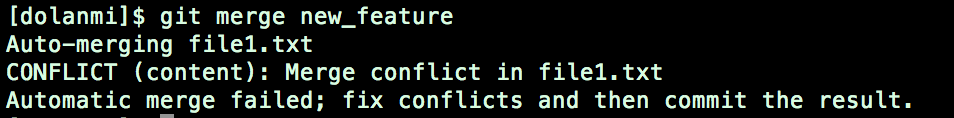 [dolanmi]$ git merge new_feature
Auto-merging file1.txt
CONFLICT (content): Merge conflict in file1.txt
Automatic merge failed; fix conflicts and then commit the result.